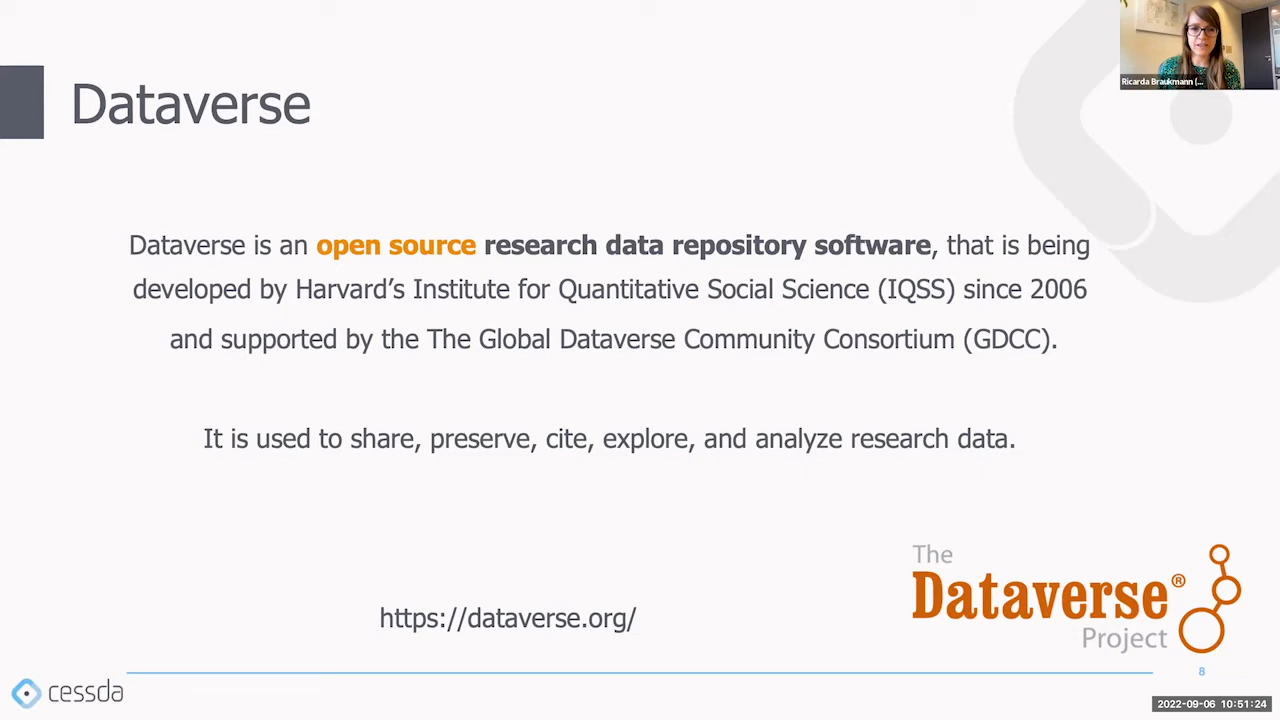 Dataverse
Ricarda Braukmann (...
Dataverse is an open source research data repository software, that is being
developed by Harvard’s Institute for Quantitative Social Science (IQSS) since 2006
and supported by the The Global Dataverse Community Consortium (GDCC).
It is used to share, preserve, cite, explore, and analyze research data.
https://dataverse.org/
The
Dataverse®
Project
8
cessda
2022-09-06 10:51:24